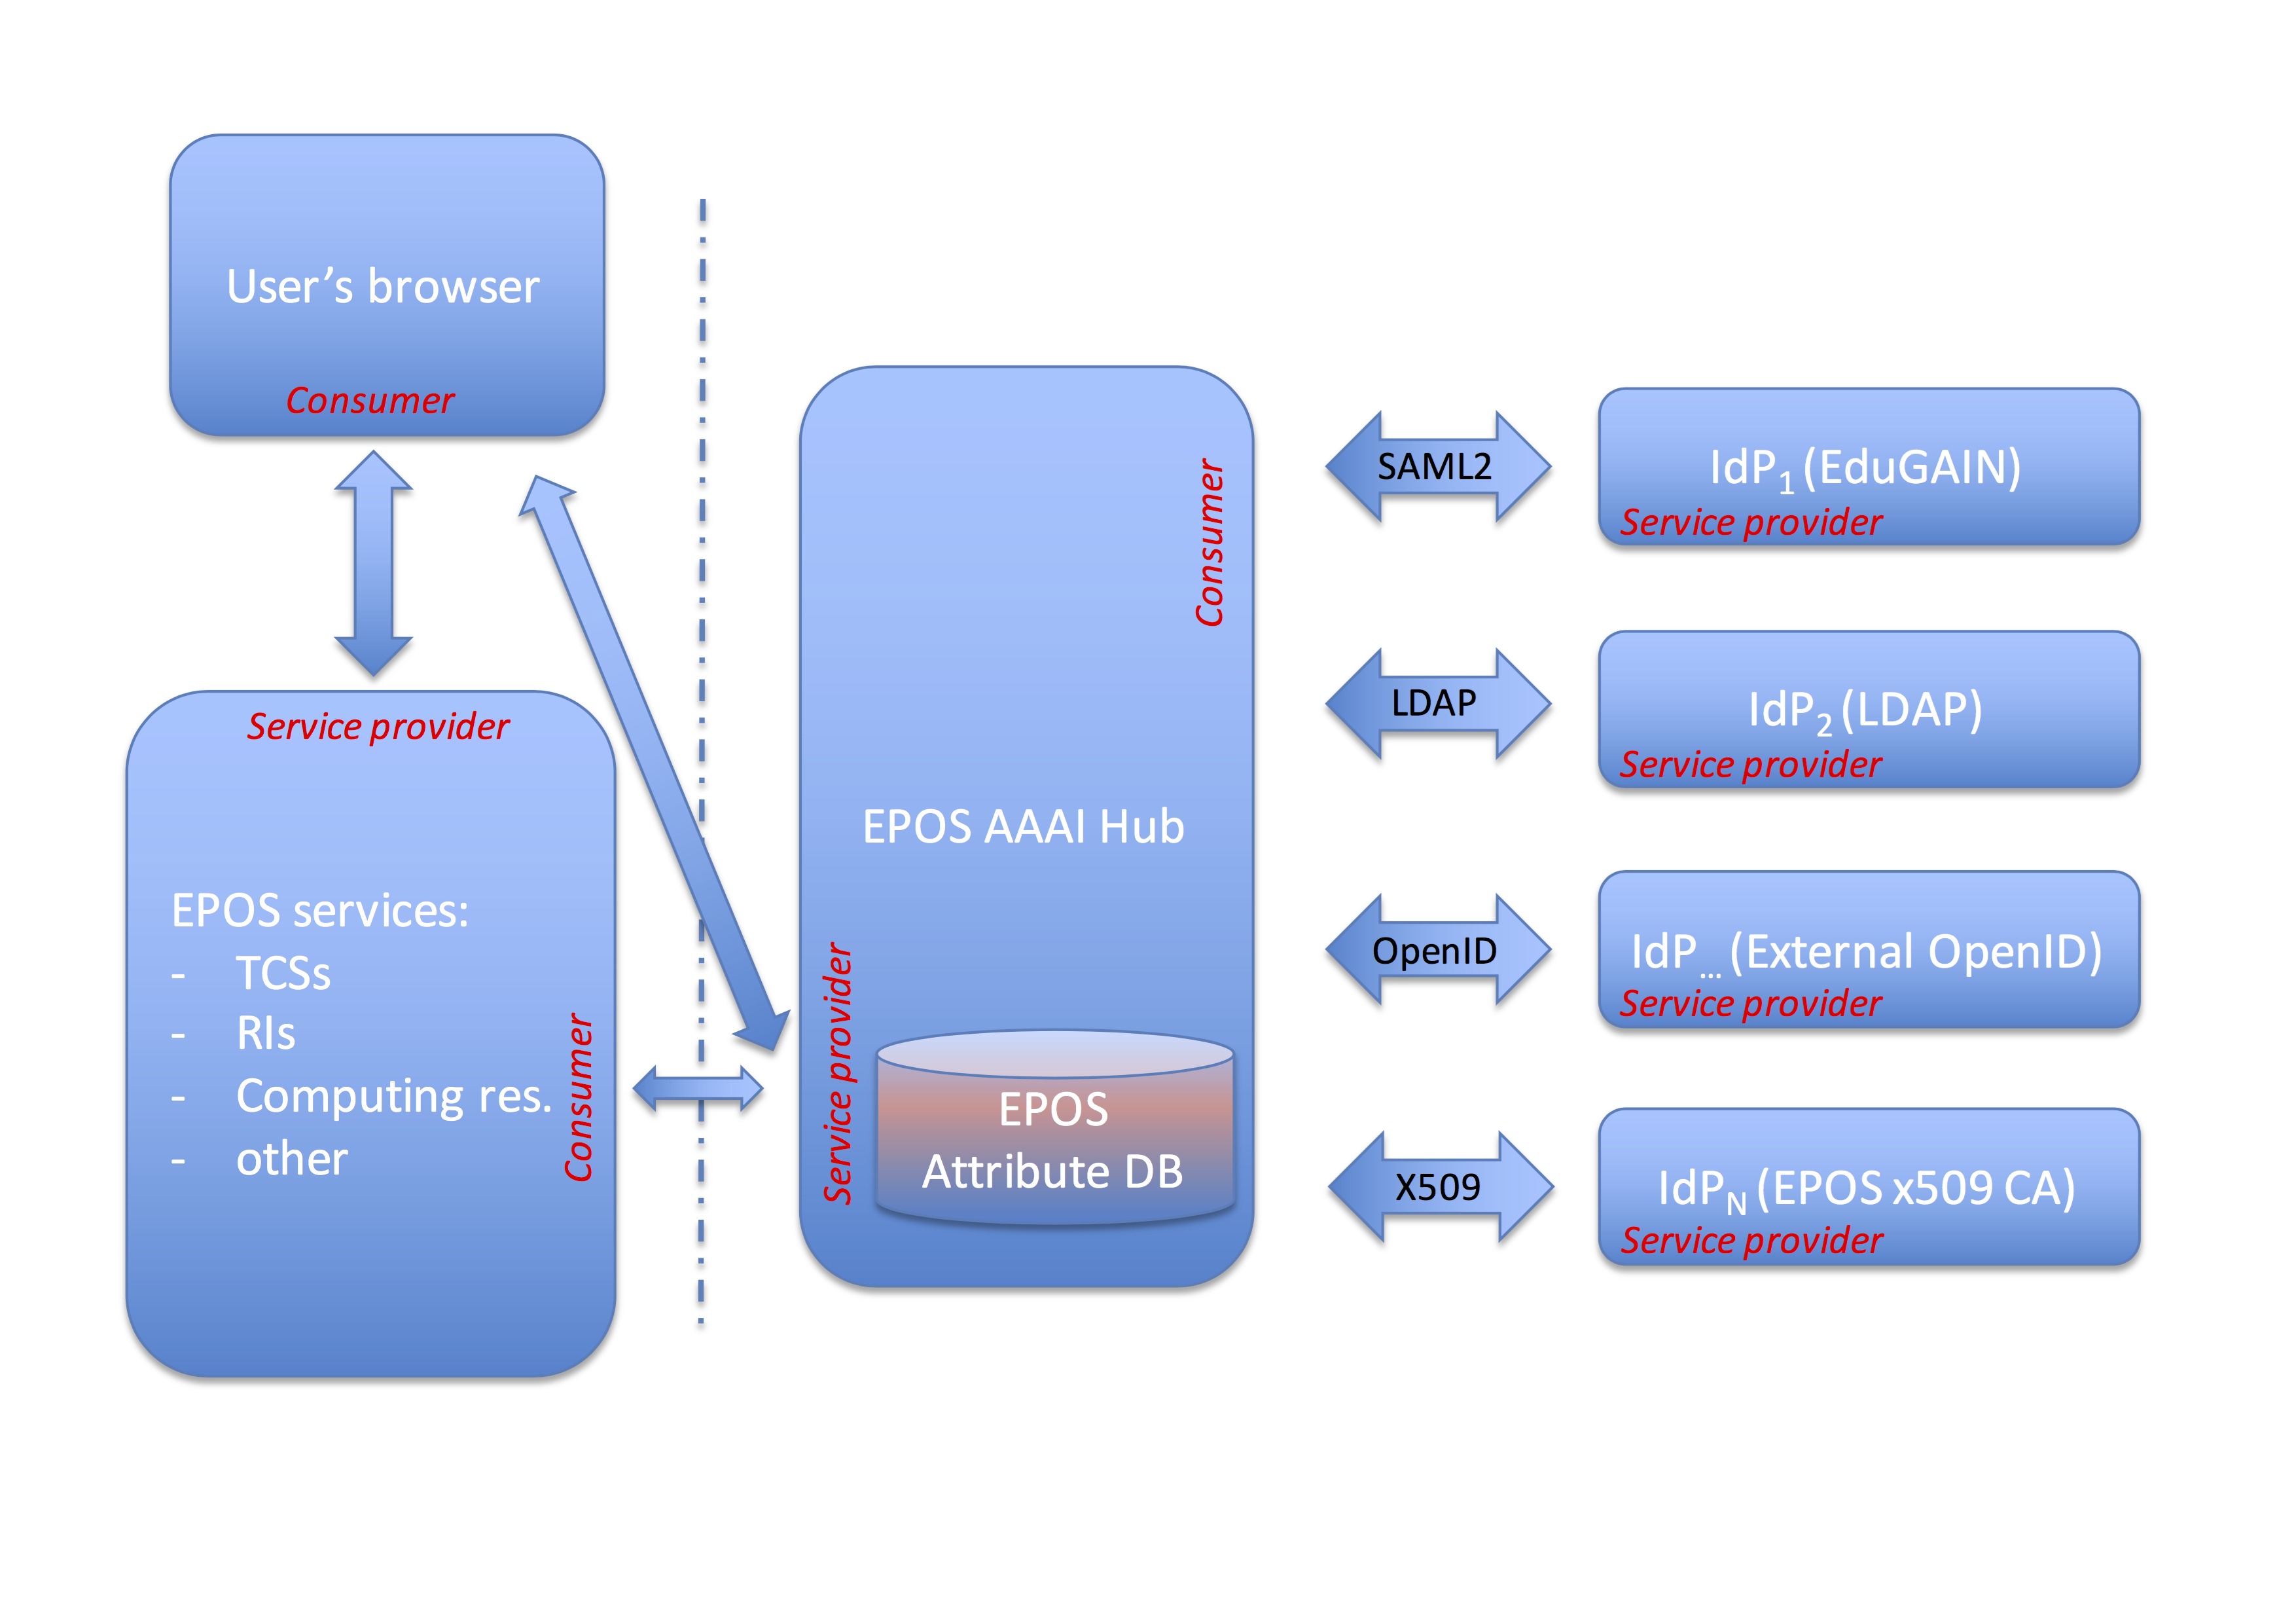 User’s browser
Consumer
Service provider
EPOS services:
- TCSs
- RIs
- Computing res.
- other
Consumer
Consumer
EPOS AAAI Hub
Service provider
EPOS
Attribute DB
SAML2
LDAP
OpenID
X509
IdP1 (EduGAIN)
Service provider
IdP2 (LDAP)
Service provider
IdP... (External OpenID)
Service provider
IdPN (EPOS x509 CA)
Service provider